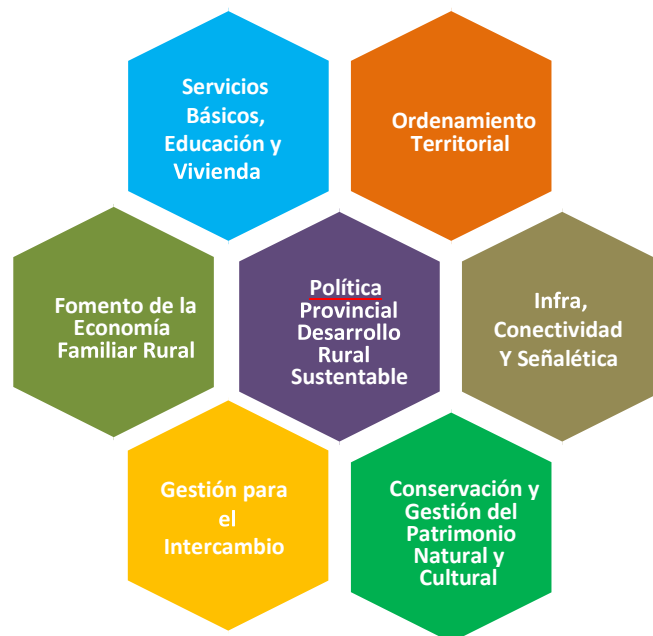 Servicios
Básicos,
Educación y
Vivienda
Ordenamiento
Territorial
Fomento de la
Economía
Familiar Rural
Política
Provincial
Desarrollo
Rural
Sustentable
Infra,
Conectividad
Y Señalética
Gestión para
el
Intercambio
Conservación y
Gestión del
Patrimonio
Natural y
Cultural